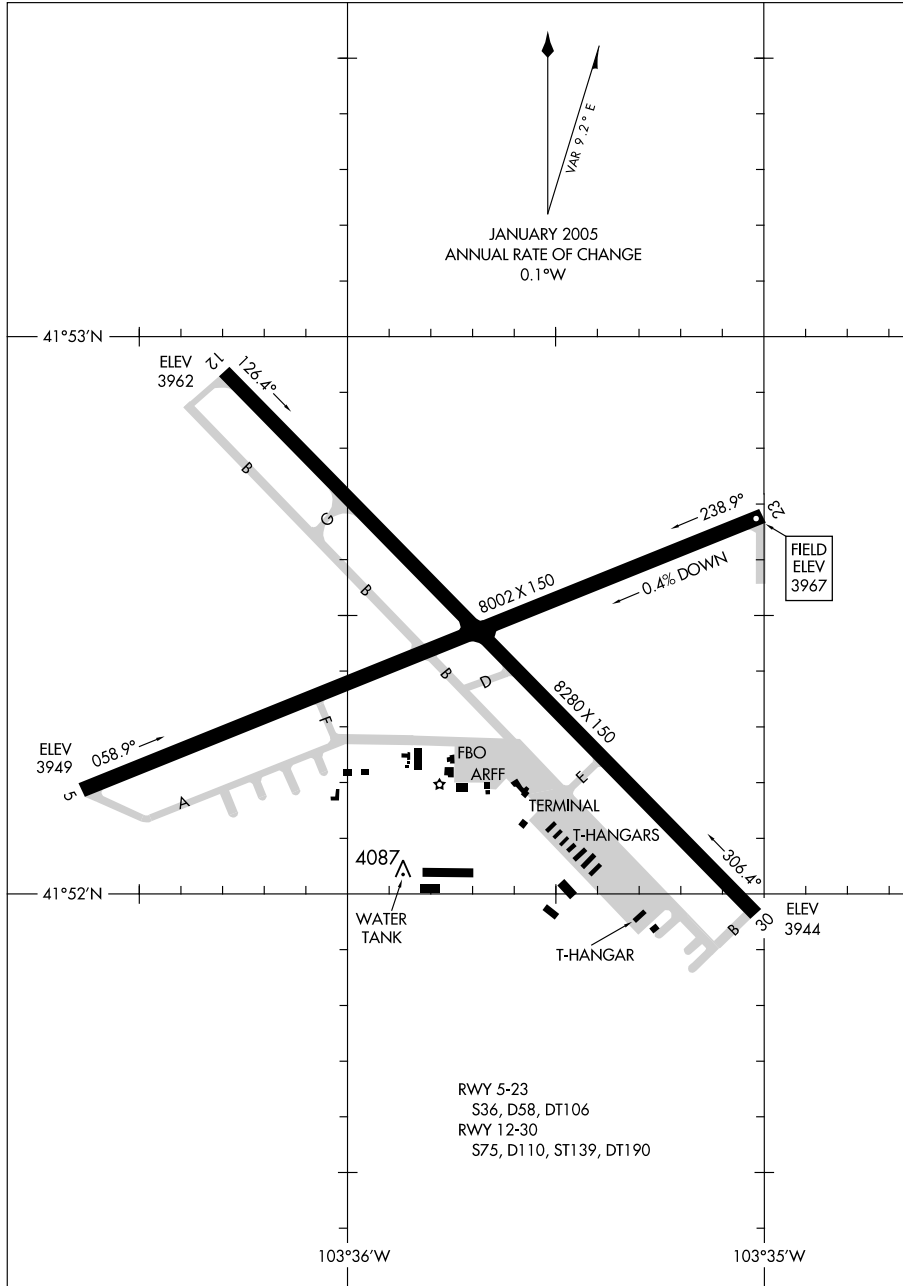 VAR 9.2° E
JANUARY 2005
ANNUAL RATE OF CHANGE
0.1°W
41°53'N
ELEV
3962
12
126.4°
B
G
B
23
238.9°
FIELD
ELEV
3967
0.4% DOWN
8002 X 150
B
D
8280 X 150
F
ELEV
3949
5
058.9°
A
FBO
ARFF
E
TERMINAL
T-HANGARS
4087
306.4°
41°52'N
WATER
TANK
B
30
ELEV
3944
T-HANGAR
RWY 5-23
S36, D58, DT106
RWY 12-30
S75, D110, ST139, DT190
103°36'W
103°35'W